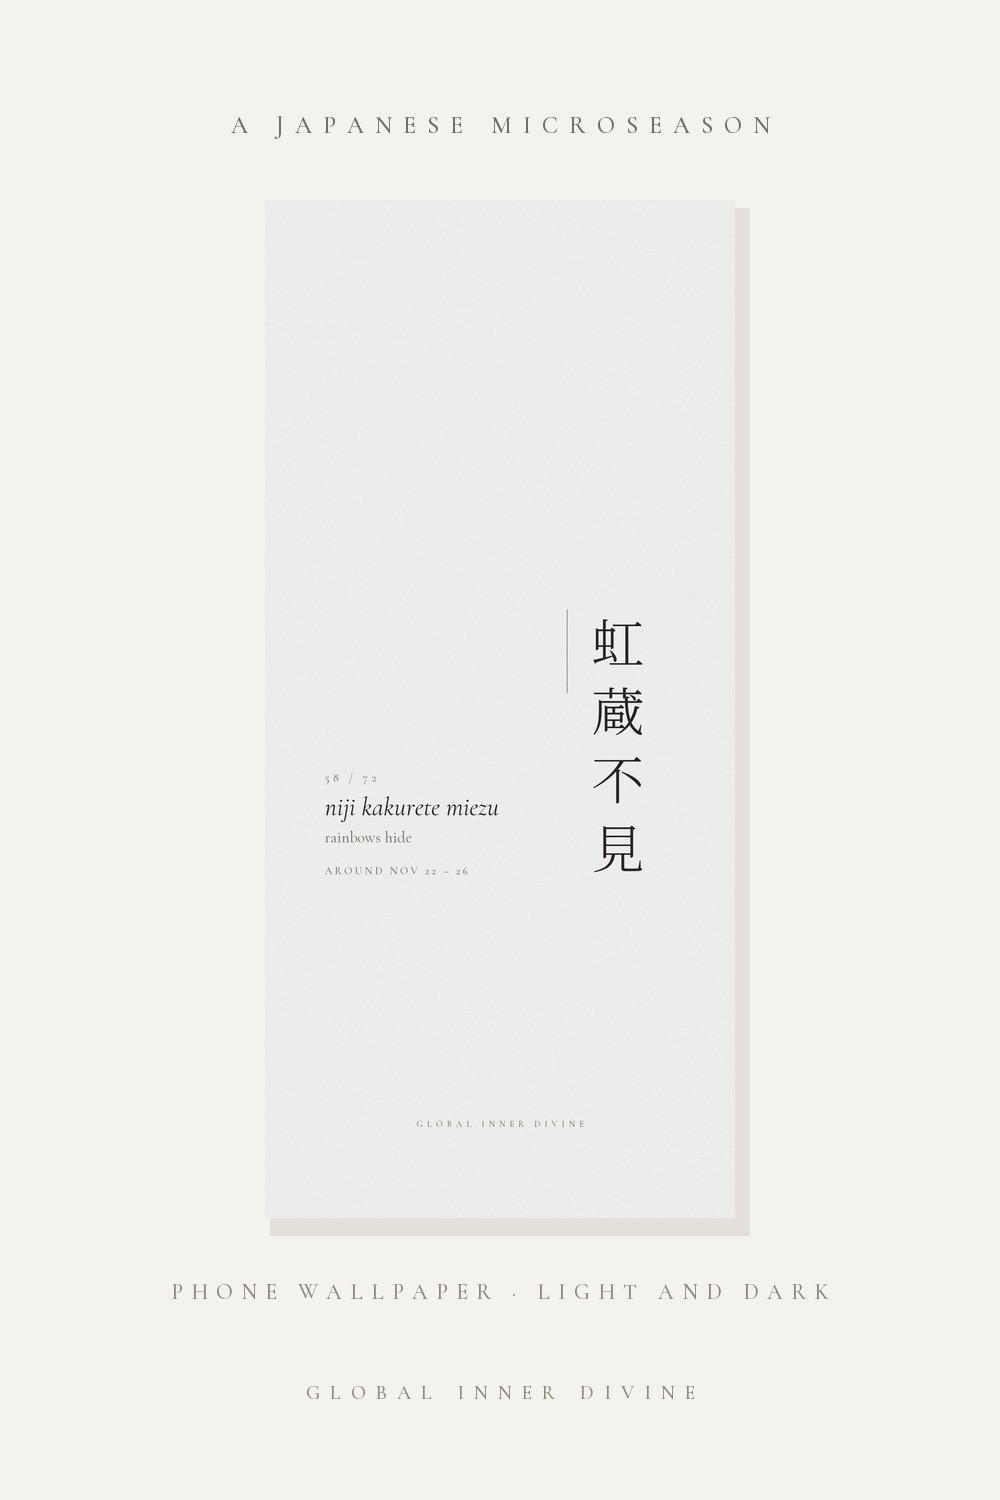 A JAPANESE MICROSEASON
虹蔵不見
58 / 72
niji kakurete miezu
rainbows hide
AROUND NOV 22 – 26
GLOBAL INNER DIVINE
PHONE WALLPAPER · LIGHT AND DARK
GLOBAL INNER DIVINE